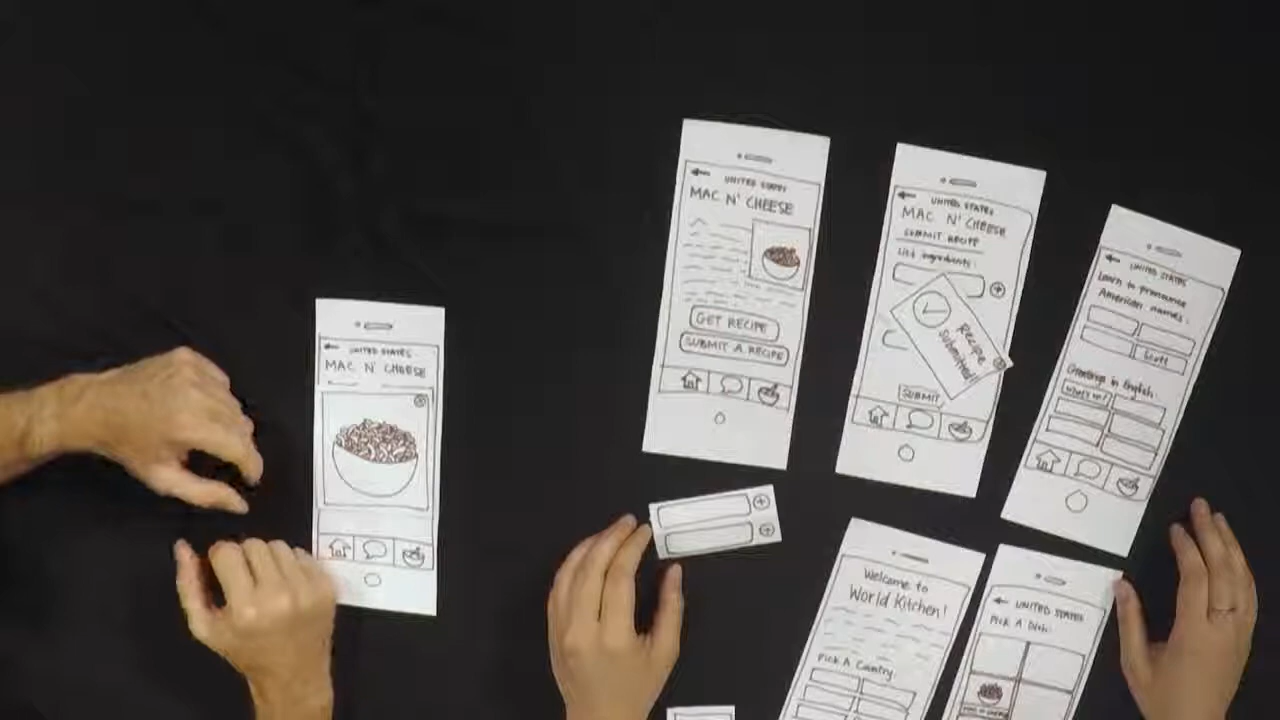 UNITED STATES
MAC N' CHEESE
UNITED STATES
MAC N' CHEESE
GET RECIPE
SUBMIT A RECIPE
UNITED STATES
MAC N' CHEESE
SUBMIT RECIPE
List ingredients:
Recipe
Submitted!
SUBMIT
UNITED STATES
Learn to pronounce
American names:
Scott
Greetings in English:
What's up?
Welcome to
World Kitchen!
Pick A Country
UNITED STATES
Pick A Dish:
MAC N' CHEESE